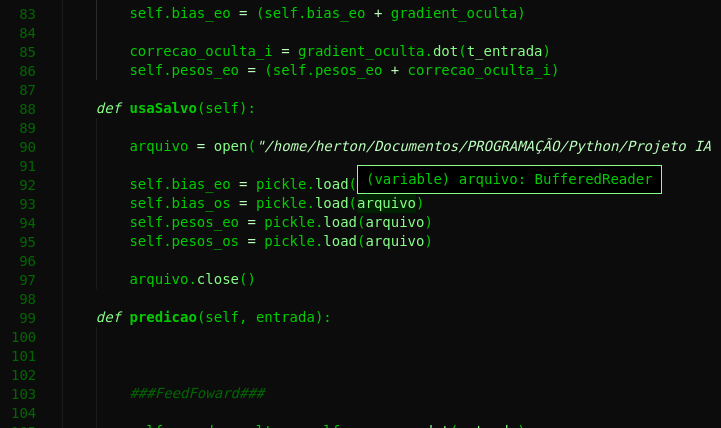 83 self.bias_eo = (self.bias_eo + gradient_oculta)
84
85 correcao_oculta_i = gradient_oculta.dot(t_entrada)
86 self.pesos_eo = (self.pesos_eo + correcao_oculta_i)
87
88 def usaSalvo(self):
89
90 arquivo = open("/home/herton/Documentos/PROGRAMAÇÃO/Python/Projeto IA
91
(variable) arquivo: BufferedReader
92 self.bias_eo = pickle.load(
93 self.bias_os = pickle.load(arquivo)
94 self.pesos_eo = pickle.load(arquivo)
95 self.pesos_os = pickle.load(arquivo)
96
97 arquivo.close()
98
99 def predicao(self, entrada):
100
101
102
103 ###FeedFoward###
104